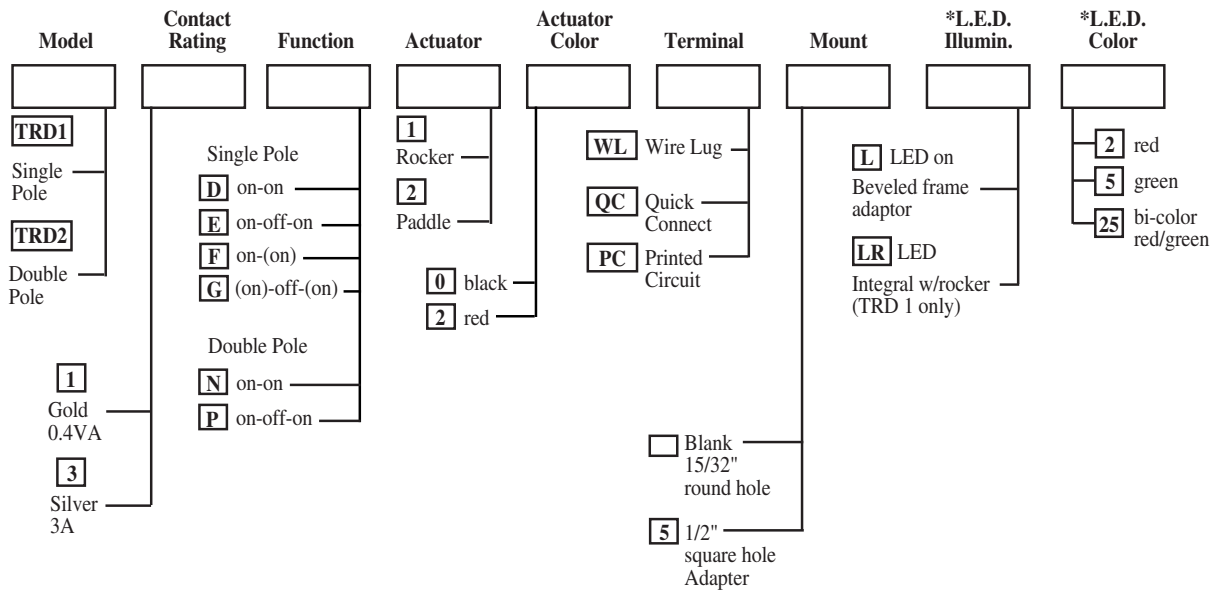 Model
Contact
Rating
Function
Actuator
Actuator
Color
Terminal
Mount
*L.E.D.
Illumin.
*L.E.D.
Color
TRD1
Single
Pole
TRD2
Double
Pole
1
Gold
0.4VA
3
Silver
3A
Single Pole
D on-on
E on-off-on
F on-(on)
G (on)-off-(on)
Double Pole
N on-on
P on-off-on
1
Rocker
2
Paddle
0 black
2 red
WL Wire Lug
QC Quick
Connect
PC Printed
Circuit
Blank
15/32"
round hole
5 1/2"
square hole
Adapter
L LED on
Beveled frame
adaptor
LR LED
Integral w/rocker
(TRD 1 only)
2 red
5 green
25 bi-color
red/green